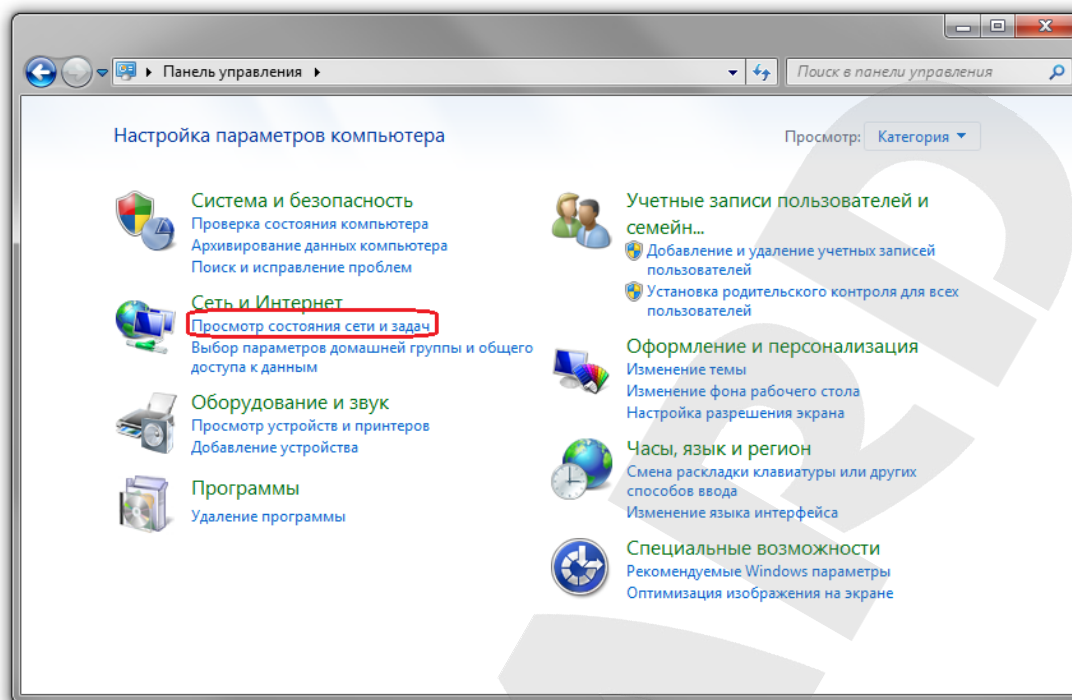 Панель управления
Поиск в панели управления
Настройка параметров компьютера
Просмотр: Категория
Система и безопасность
Проверка состояния компьютера
Архивирование данных компьютера
Поиск и исправление проблем
Сеть и Интернет
Просмотр состояния сети и задач
Выбор параметров домашней группы и общего
доступа к данным
Оборудование и звук
Просмотр устройств и принтеров
Добавление устройства
Программы
Удаление программы
Учетные записи пользователей и
семейн...
Добавление и удаление учетных записей
пользователей
Установка родительского контроля для всех
пользователей
Оформление и персонализация
Изменение темы
Изменение фона рабочего стола
Настройка разрешения экрана
Часы, язык и регион
Смена раскладки клавиатуры или других
способов ввода
Изменение языка интерфейса
Специальные возможности
Рекомендуемые Windows параметры
Оптимизация изображения на экране